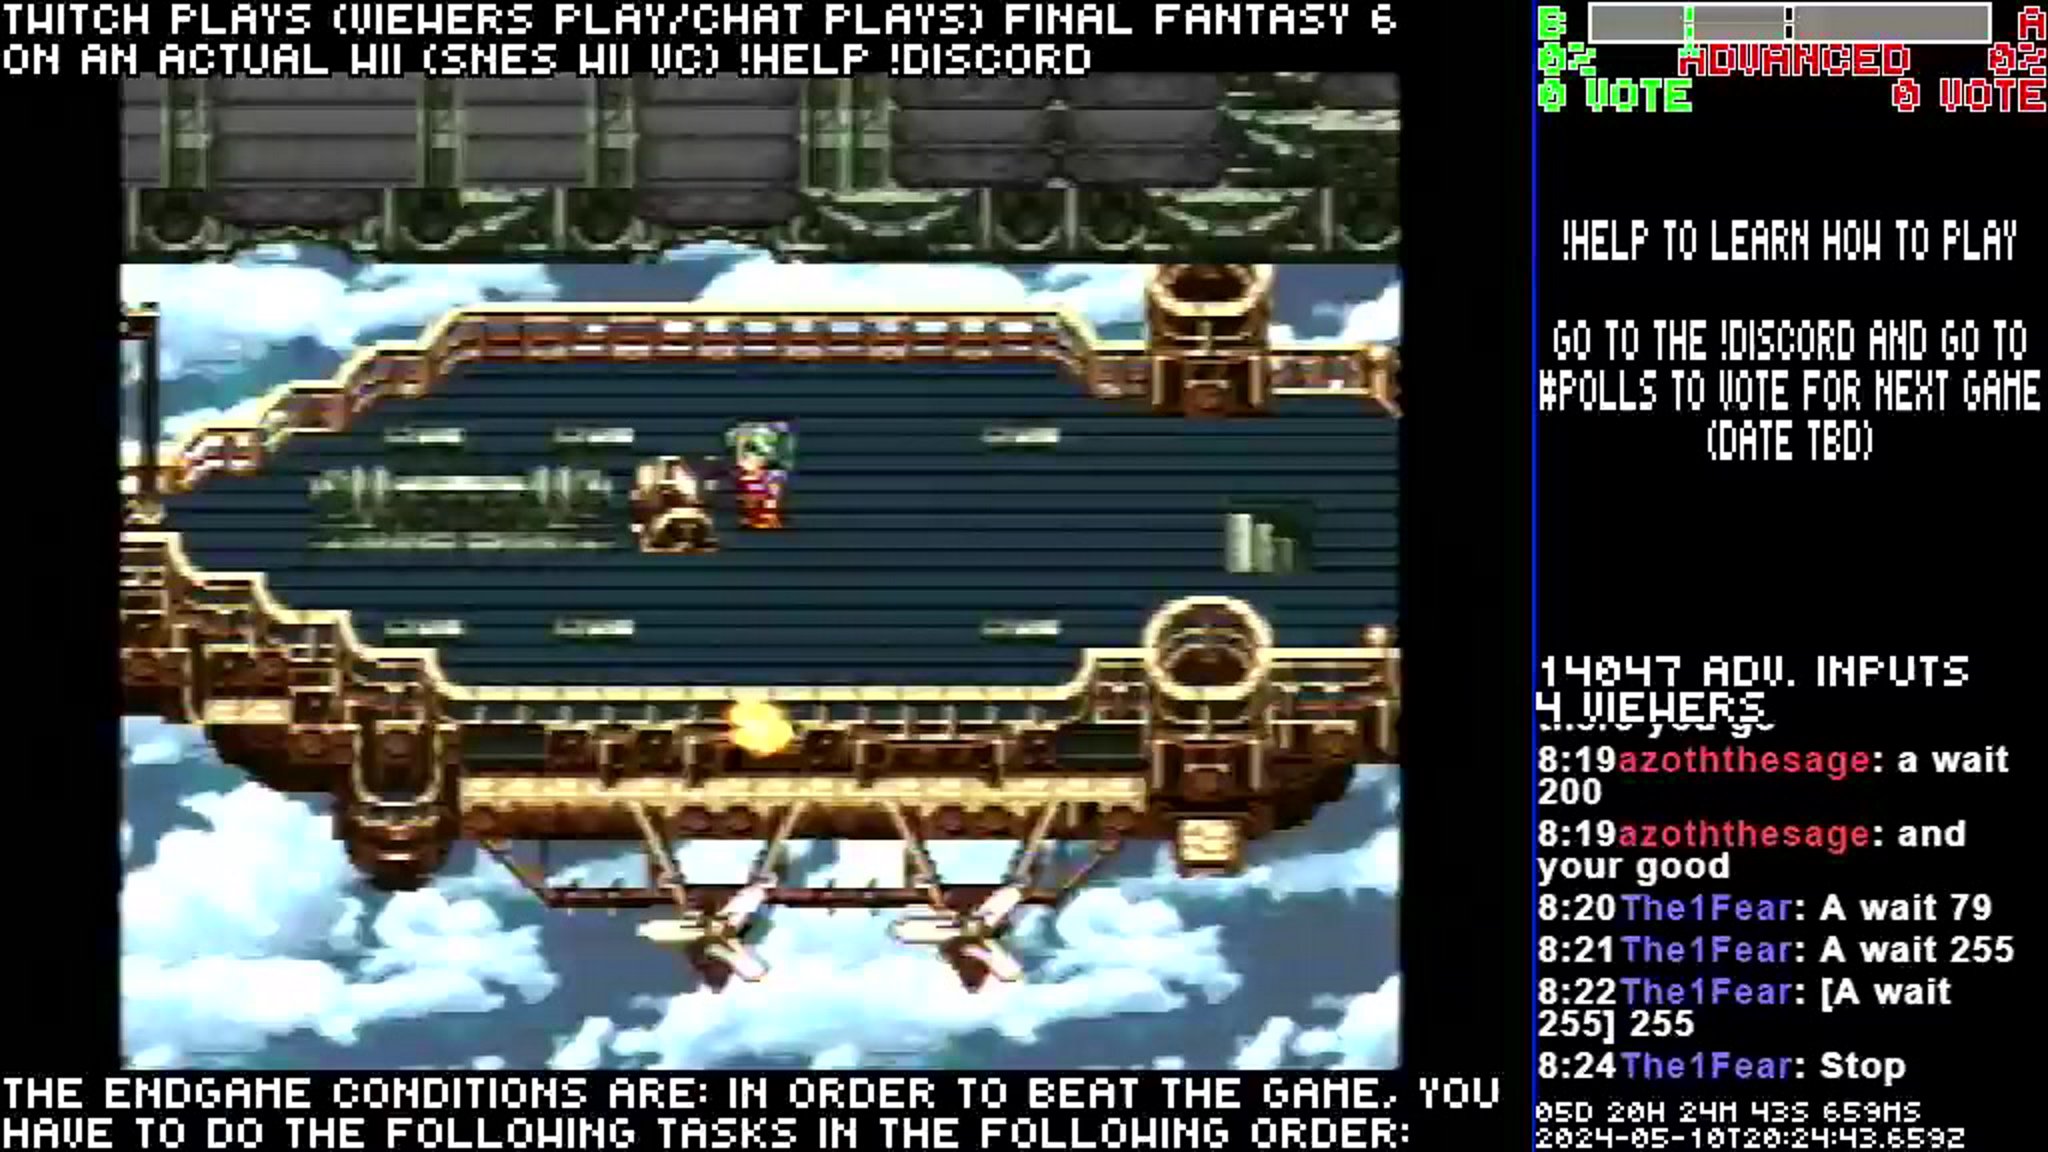 TWITCH PLAYS (VIEWERS PLAY/CHAT PLAYS) FINAL FANTASY 6
ON AN ACTUAL WII (SNES WII VC) !HELP !DISCORD
B A
0% ADVANCED 0%
0 VOTE 0 VOTE
!HELP TO LEARN HOW TO PLAY
GO TO THE !DISCORD AND GO TO
#POLLS TO VOTE FOR NEXT GAME
(DATE TBD)
14047 ADV. INPUTS
4 VIEWERS
you go
8:19azoththesage: a wait
200
8:19azoththesage: and
your good
8:20The1Fear: A wait 79
8:21The1Fear: A wait 255
8:22The1Fear: [A wait
255] 255
8:24The1Fear: Stop
05D 20H 24M 43S 659MS
2024-05-10T20:24:43.659Z
THE ENDGAME CONDITIONS ARE: IN ORDER TO BEAT THE GAME, YOU
HAVE TO DO THE FOLLOWING TASKS IN THE FOLLOWING ORDER: